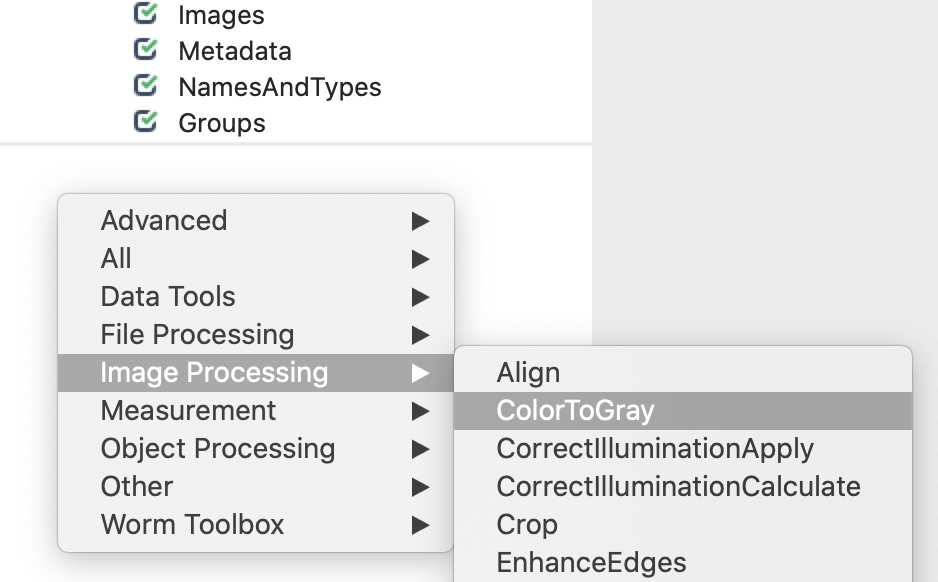 Images
Metadata
NamesAndTypes
Groups
Advanced
All
Data Tools
File Processing
Image Processing
Measurement
Object Processing
Other
Worm Toolbox
Align
ColorToGray
CorrectIlluminationApply
CorrectIlluminationCalculate
Crop
EnhanceEdges